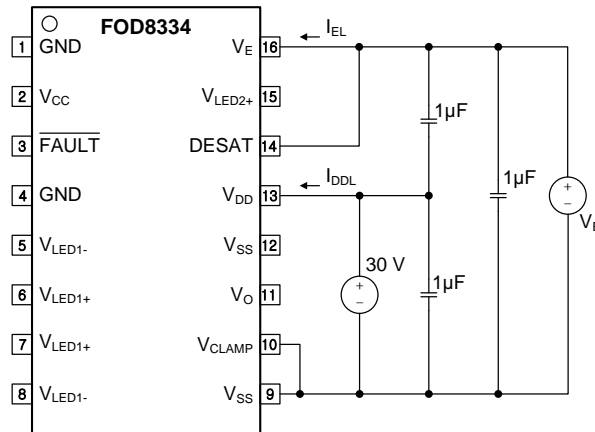 FOD8334
1 GND
2 VCC
3 FAULT
4 GND
5 VLED1-
6 VLED1+
7 VLED1+
8 VLED1-
VE 16
VLED2+ 15
DESAT 14
VDD 13
VSS 12
VO 11
VCLAMP 10
VSS 9
IEL
IDDL
1µF
1µF
1µF
30 V
+
−
+
−